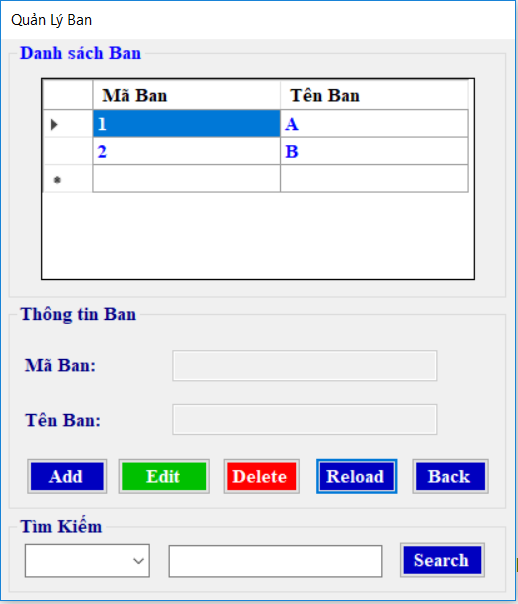 Quản Lý Ban
Danh sách Ban
Mã Ban Tên Ban
1 A
2 B
Thông tin Ban
Mã Ban:
Tên Ban:
Add Edit Delete Reload Back
Tìm Kiếm
Search